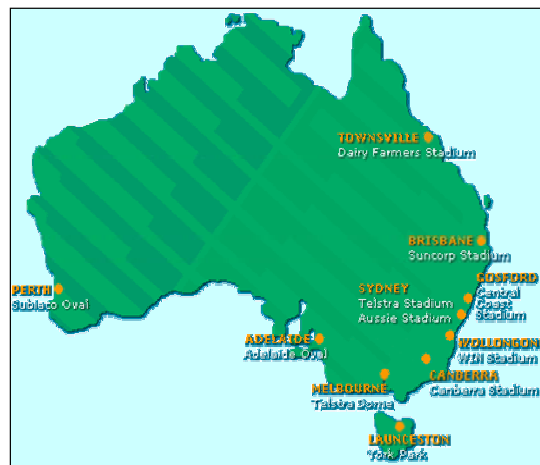 TOWNSVILLE
Dairy Farmers Stadium
BRISBANE
Suncorp Stadium
GOSFORD
Central
Coast
Stadium
SYDNEY
Telstra Stadium
Aussie Stadium
PERTH
Subiaco Oval
ADELAIDE
Adelaide Oval
WOLLONGON
WIN Stadium
CANBERRA
Canberra Stadium
MELBOURNE
Telstra Dome
LAUNCESTON
York Park